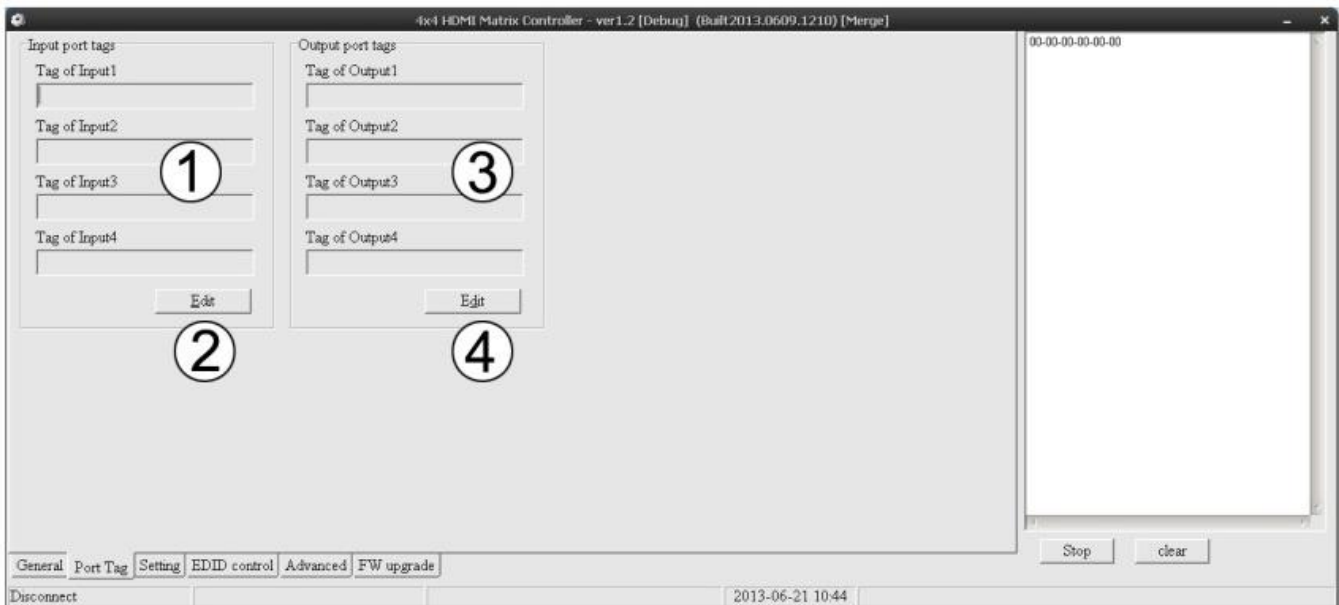 4x4 HDMI Matrix Controller - ver1.2 [Debug] (Built2013.0609.1210) [Merge]
Input port tags
Tag of Input1
Tag of Input2
1
Tag of Input3
Tag of Input4
Edit
2
Output port tags
Tag of Output1
Tag of Output2
3
Tag of Output3
Tag of Output4
Edit
4
00-00-00-00-00-00
Stop clear
General Port Tag Setting EDID control Advanced FW upgrade
Disconnect 2013-06-21 10:44